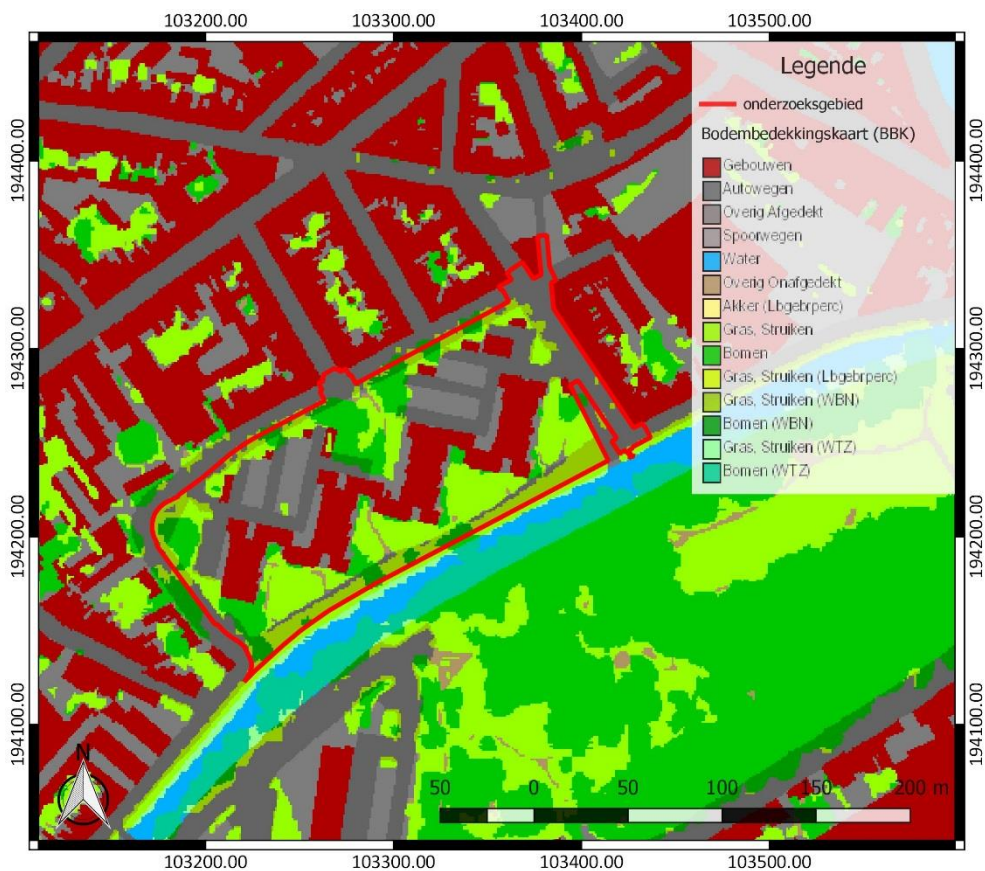 103200.00 103300.00 103400.00 103500.00
194400.00
194300.00
194200.00
194100.00
Legende
onderzoeksgebied
Bodembedekkingskaart (BBK)
Gebouwen
Autowegen
Overig Afgedekt
Spoorwegen
Water
Overig Onafgedekt
Akker (Lbgebrperc)
Gras, Struiken
Bomen
Gras, Struiken (Lbgebrperc)
Gras, Struiken (WBN)
Bomen (WBN)
Gras, Struiken (WTZ)
Bomen (WTZ)
194400.00
194300.00
194200.00
194100.00
N
50 0 50 100 150 200 m
103200.00 103300.00 103400.00 103500.00